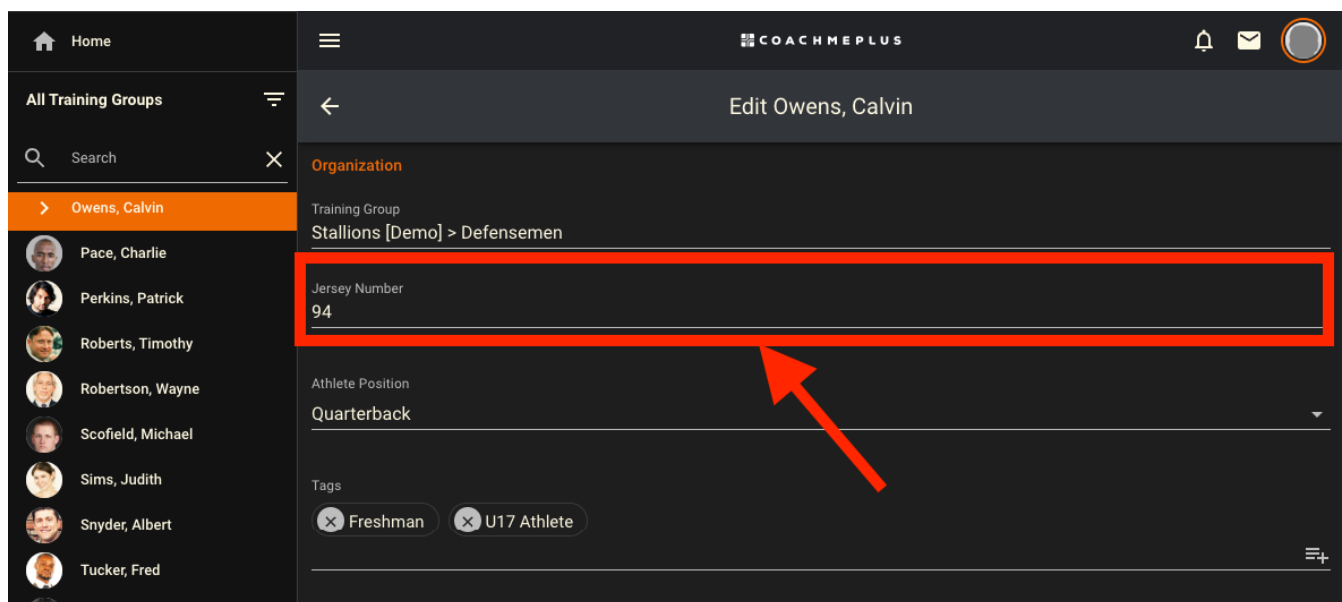 Home
COACHMEPLUS
All Training Groups
Edit Owens, Calvin
Search
Owens, Calvin
Pace, Charlie
Perkins, Patrick
Roberts, Timothy
Robertson, Wayne
Scofield, Michael
Sims, Judith
Snyder, Albert
Tucker, Fred
Organization
Training Group
Stallions [Demo] > Defensemen
Jersey Number
94
Athlete Position
Quarterback
Tags
Freshman U17 Athlete